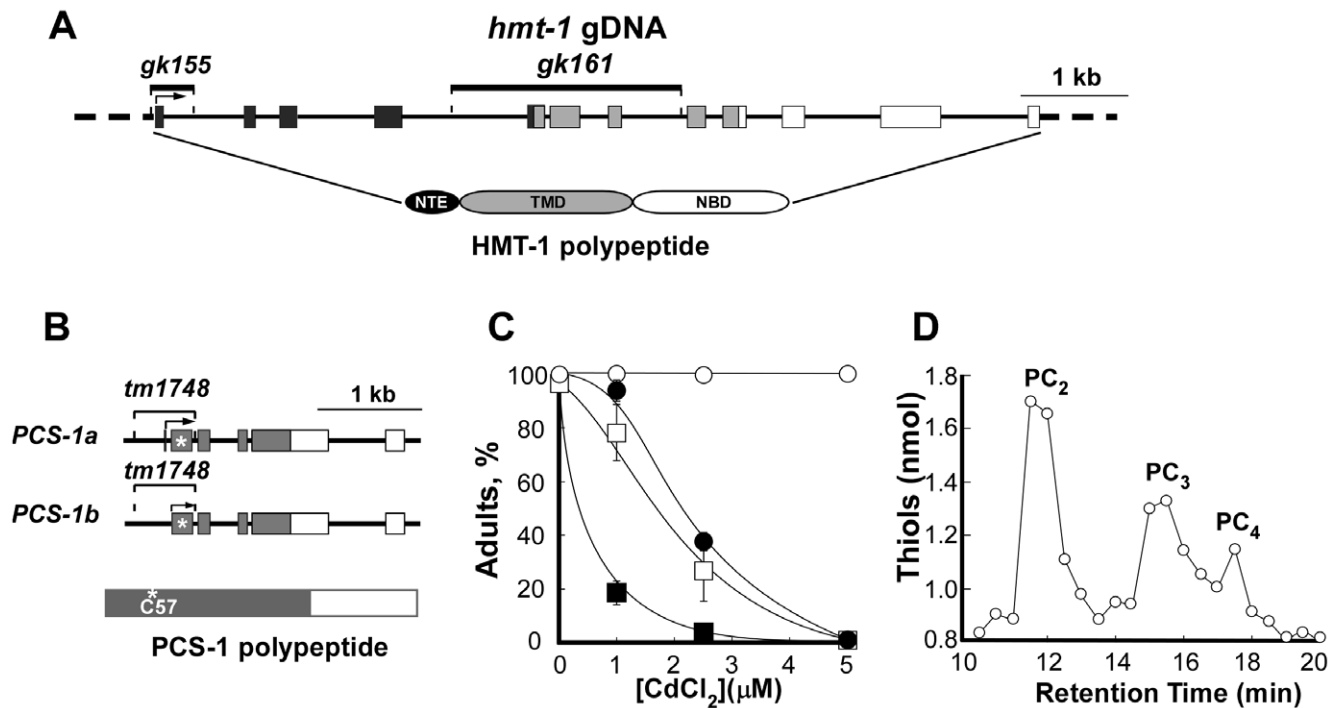 A
hmt-1 gDNA
gk155
gk161
1 kb
NTE
TMD
NBD
HMT-1 polypeptide
B
tm1748
1 kb
PCS-1a
*
tm1748
PCS-1b
*
*
C57
PCS-1 polypeptide
C
Adults, %
100
80
60
40
20
0
0 1 2 3 4 5
[CdCl2](μM)
D
Thiols (nmol)
1.8
1.6
1.4
1.2
1.0
0.8
PC2
PC3
PC4
10 12 14 16 18 20
Retention Time (min)